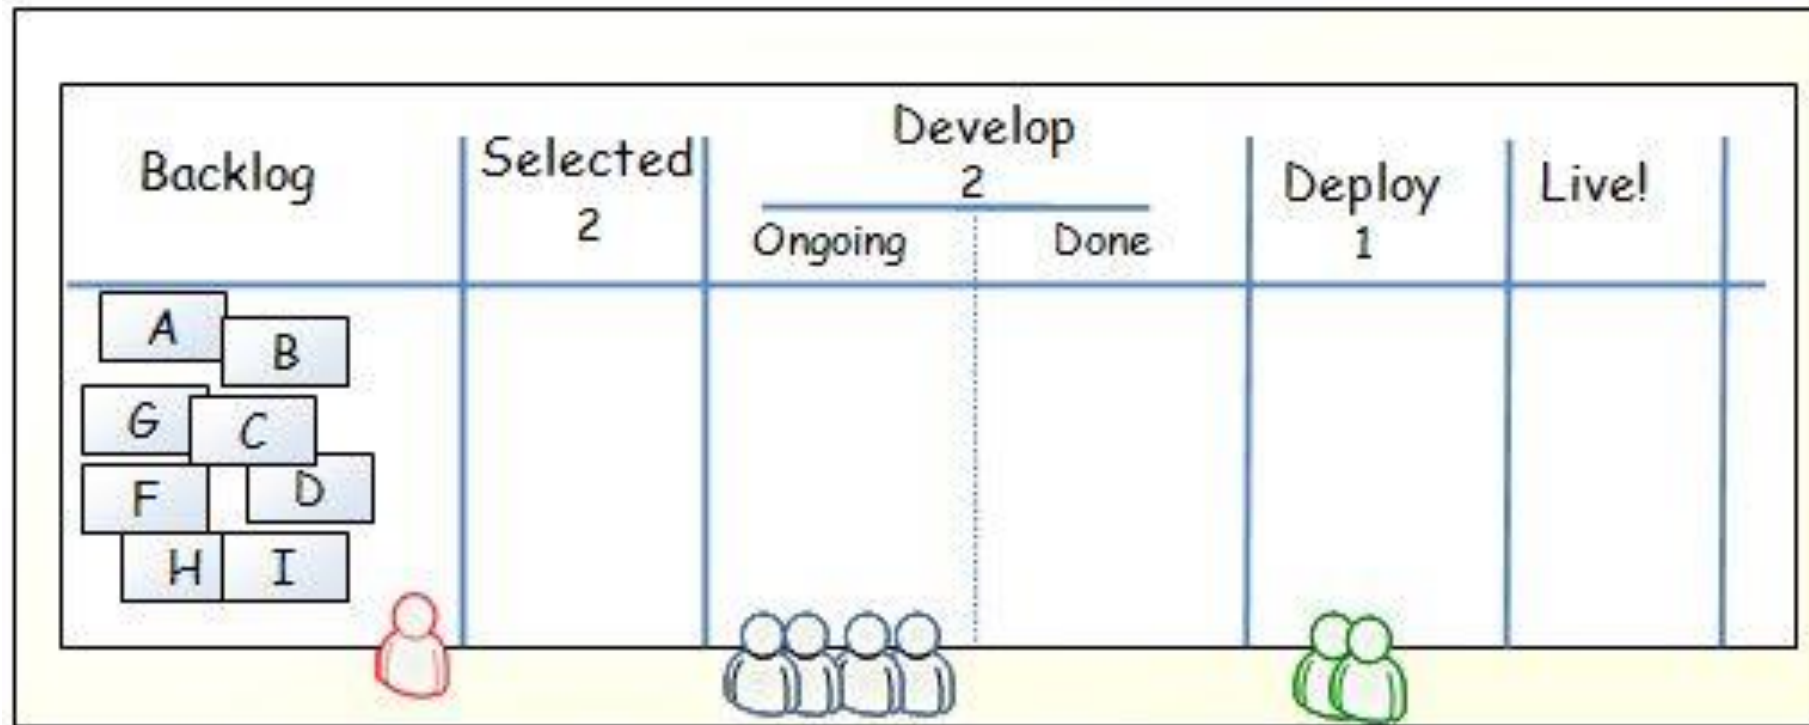 Backlog
Selected
2
Develop
2
Ongoing Done
Deploy
1
Live!
A
B
G
C
F
D
H
I